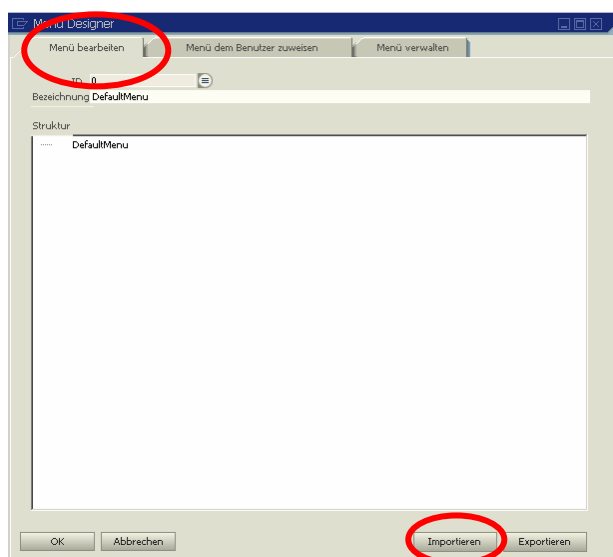 Menü Designer
Menü bearbeiten Menü dem Benutzer zuweisen Menü verwalten
ID 0
Bezeichnung DefaultMenu
Struktur
DefaultMenu
OK Abbrechen Importieren Exportieren